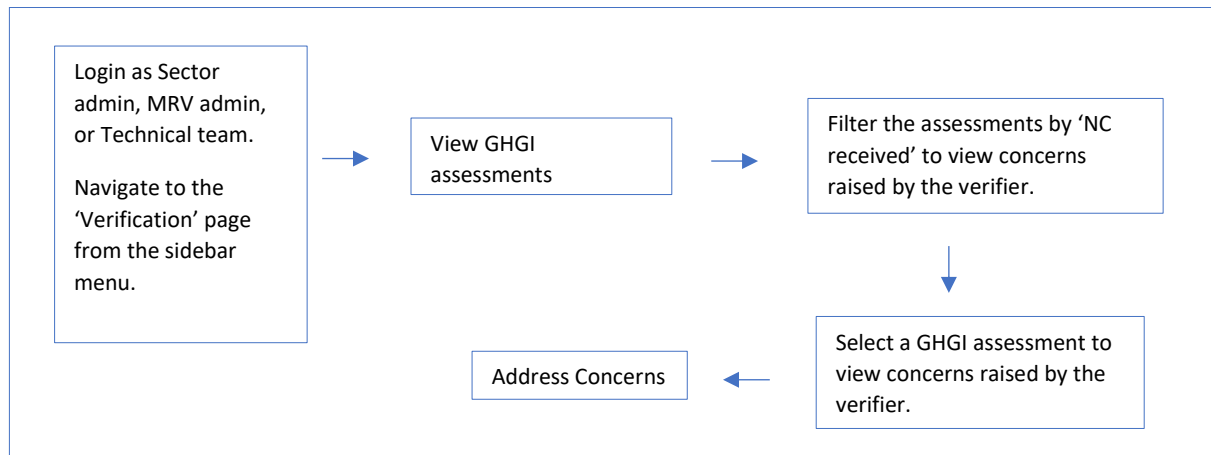 Login as Sector
admin, MRV admin,
or Technical team.
Navigate to the
‘Verification’ page
from the sidebar
menu.
View GHGI
assessments
Filter the assessments by ‘NC
received’ to view concerns
raised by the verifier.
Select a GHGI assessment to
view concerns raised by the
verifier.
Address Concerns